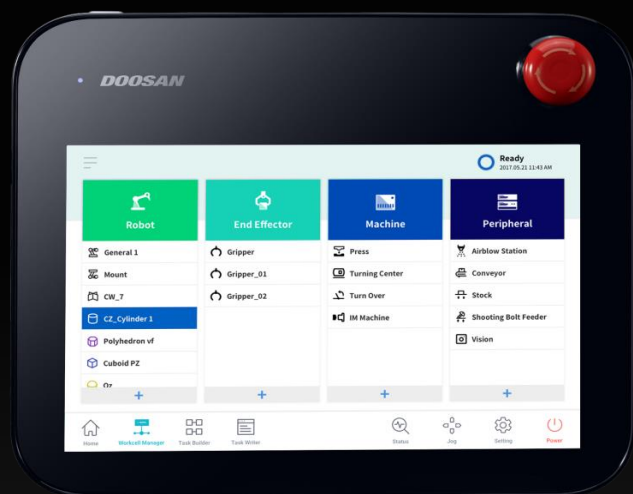 DOOSAN
Ready
2017.05.21 11:43 AM
Robot
End Effector
Machine
Peripheral
General 1
Mount
CW_7
CZ_Cylinder 1
Polyhedron vf
Cuboid PZ
Gripper
Gripper_01
Gripper_02
Press
Turning Center
Turn Over
IM Machine
Airblow Station
Conveyor
Stock
Shooting Bolt Feeder
Vision
+ + + +
Home
Workcell Manager
Task Builder
Task Writer
Status
Jog
Setting
Power